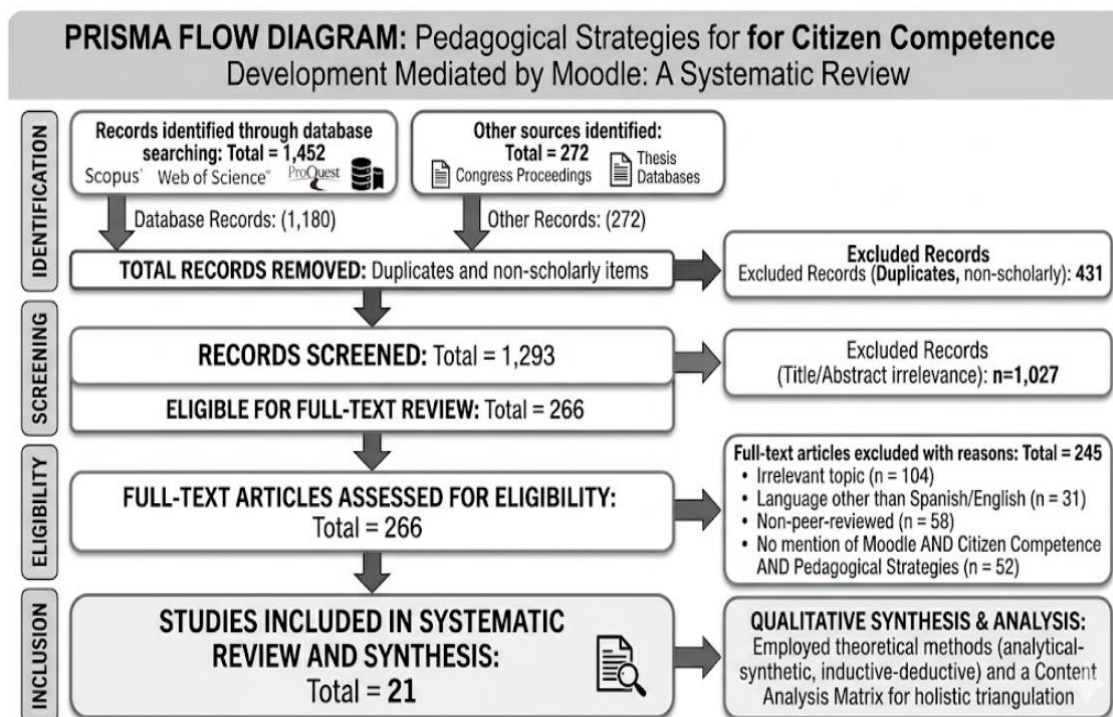 PRISMA FLOW DIAGRAM: Pedagogical Strategies for for Citizen Competence
Development Mediated by Moodle: A Systematic Review
IDENTIFICATION
Records identified through database
searching: Total = 1,452
Scopus® Web of Science™ ProQuest
Other sources identified:
Total = 272
Congress Proceedings
Thesis
Databases
Database Records: (1,180)
Other Records: (272)
TOTAL RECORDS REMOVED: Duplicates and non-scholarly items
Excluded Records
Excluded Records (Duplicates, non-scholarly): 431
SCREENING
RECORDS SCREENED: Total = 1,293
ELIGIBLE FOR FULL-TEXT REVIEW: Total = 266
Excluded Records
(Title/Abstract irrelevance): n=1,027
ELIGIBILITY
FULL-TEXT ARTICLES ASSESSED FOR ELIGIBILITY:
Total = 266
Full-text articles excluded with reasons: Total = 245
• Irrelevant topic (n = 104)
• Language other than Spanish/English (n = 31)
• Non-peer-reviewed (n = 58)
• No mention of Moodle AND Citizen Competence
AND Pedagogical Strategies (n = 52)
INCLUSION
STUDIES INCLUDED IN SYSTEMATIC
REVIEW AND SYNTHESIS:
Total = 21
QUALITATIVE SYNTHESIS & ANALYSIS:
Employed theoretical methods (analytical-
synthetic, inductive-deductive) and a Content
Analysis Matrix for holistic triangulation